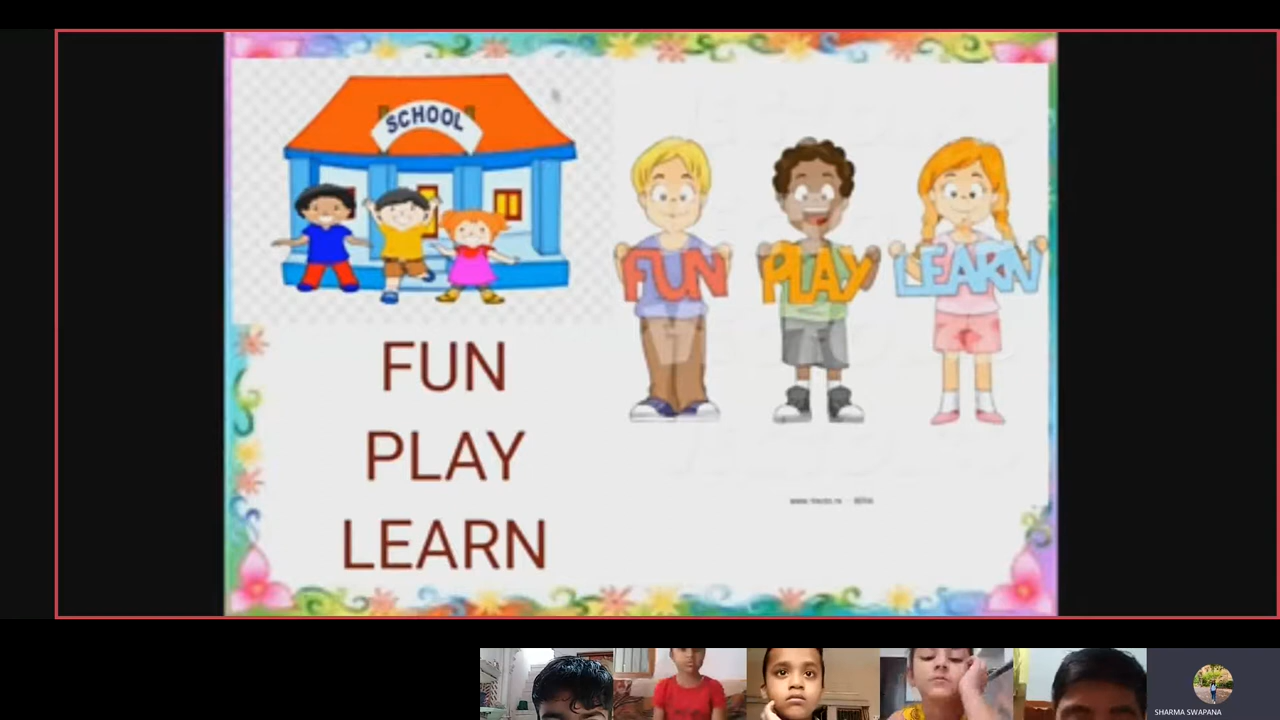 SCHOOL
FUN PLAY LEARN
FUN
PLAY
LEARN
SHARMA SWAPANA